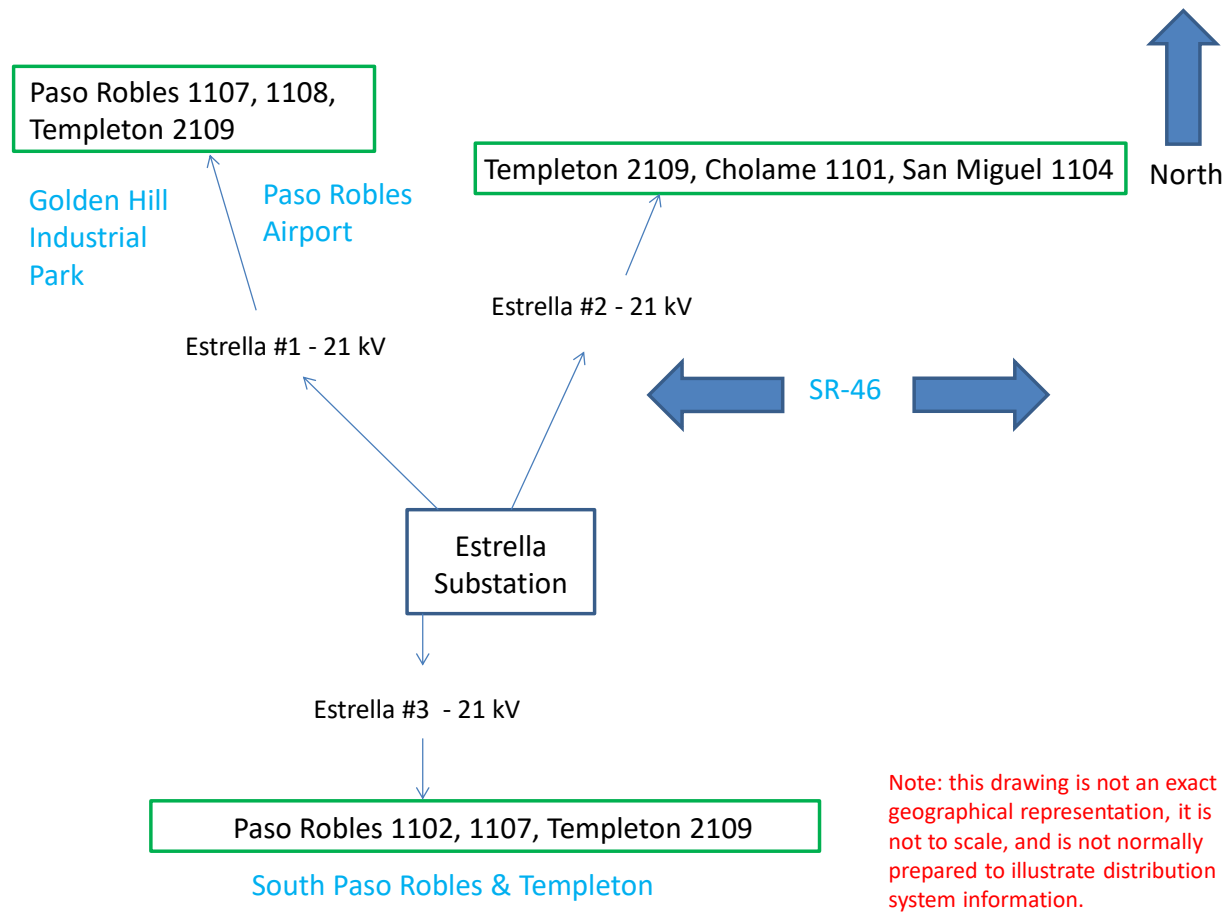 Paso Robles 1107, 1108,
Templeton 2109
Templeton 2109, Cholame 1101, San Miguel 1104
North
Golden Hill
Industrial
Park
Paso Robles
Airport
Estrella #2 - 21 kV
Estrella #1 - 21 kV
SR-46
Estrella
Substation
Estrella #3  - 21 kV
Paso Robles 1102, 1107, Templeton 2109
South Paso Robles & Templeton
Note: this drawing is not an exact
geographical representation, it is
not to scale, and is not normally
prepared to illustrate distribution
system information.